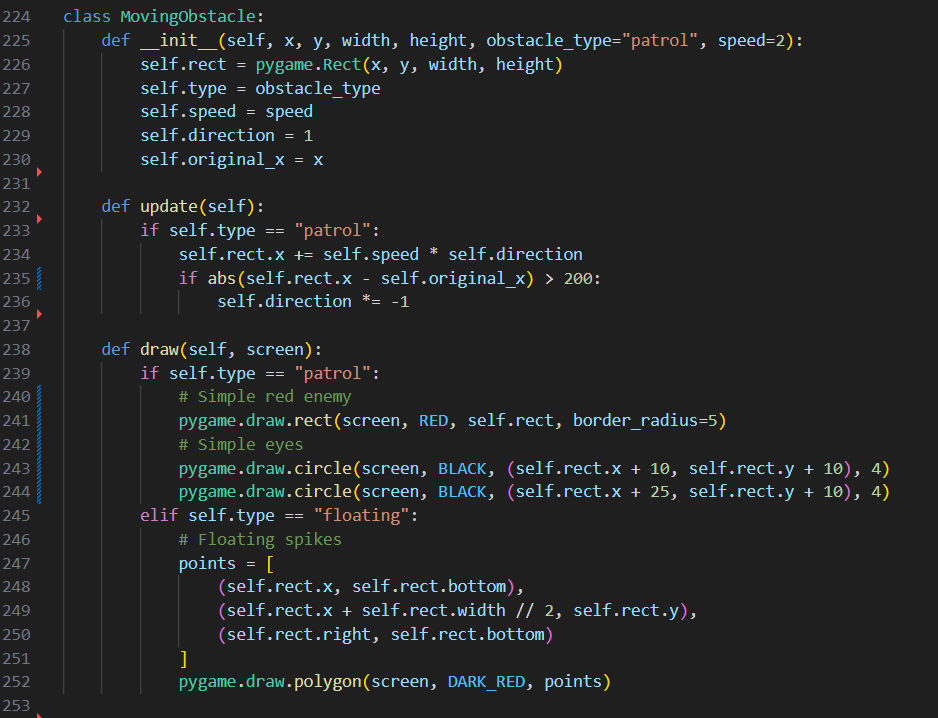 224 class MovingObstacle:
225     def __init__(self, x, y, width, height, obstacle_type="patrol", speed=2):
226         self.rect = pygame.Rect(x, y, width, height)
227         self.type = obstacle_type
228         self.speed = speed
229         self.direction = 1
230         self.original_x = x
231
232     def update(self):
233         if self.type == "patrol":
234             self.rect.x += self.speed * self.direction
235             if abs(self.rect.x - self.original_x) > 200:
236                 self.direction *= -1
237
238     def draw(self, screen):
239         if self.type == "patrol":
240             # Simple red enemy
241             pygame.draw.rect(screen, RED, self.rect, border_radius=5)
242             # Simple eyes
243             pygame.draw.circle(screen, BLACK, (self.rect.x + 10, self.rect.y + 10), 4)
244             pygame.draw.circle(screen, BLACK, (self.rect.x + 25, self.rect.y + 10), 4)
245         elif self.type == "floating":
246             # Floating spikes
247             points = [
248                 (self.rect.x, self.rect.bottom),
249                 (self.rect.x + self.rect.width // 2, self.rect.y),
250                 (self.rect.right, self.rect.bottom)
251             ]
252             pygame.draw.polygon(screen, DARK_RED, points)
253